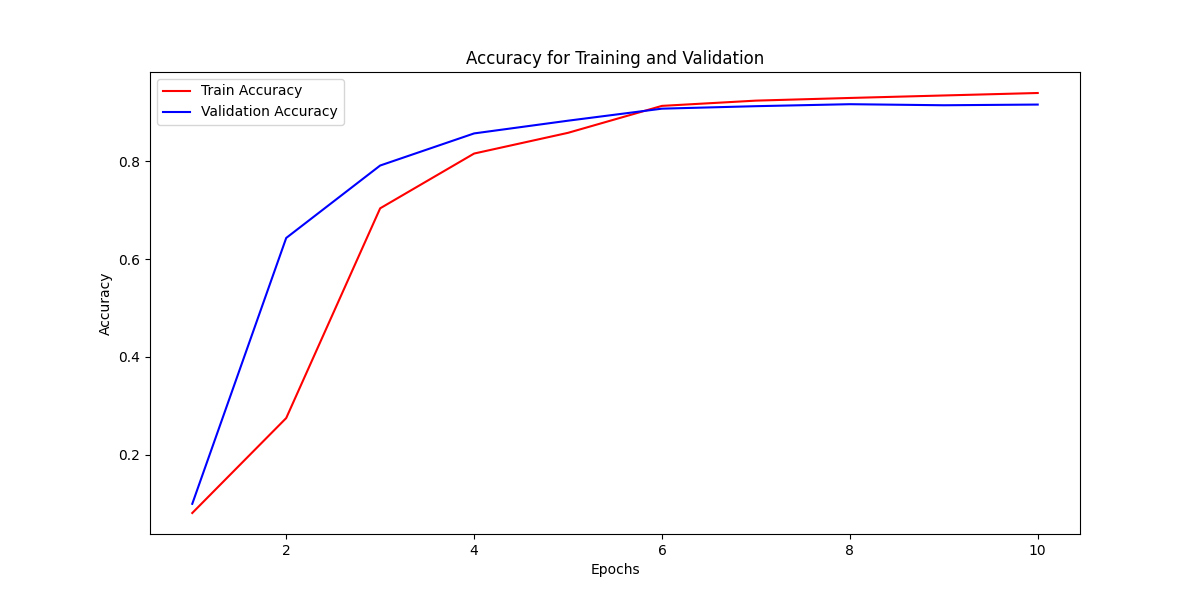 Accuracy for Training and Validation
Train Accuracy
Validation Accuracy
0.8
0.6
0.4
0.2
Accuracy
2 4 6 8 10
Epochs